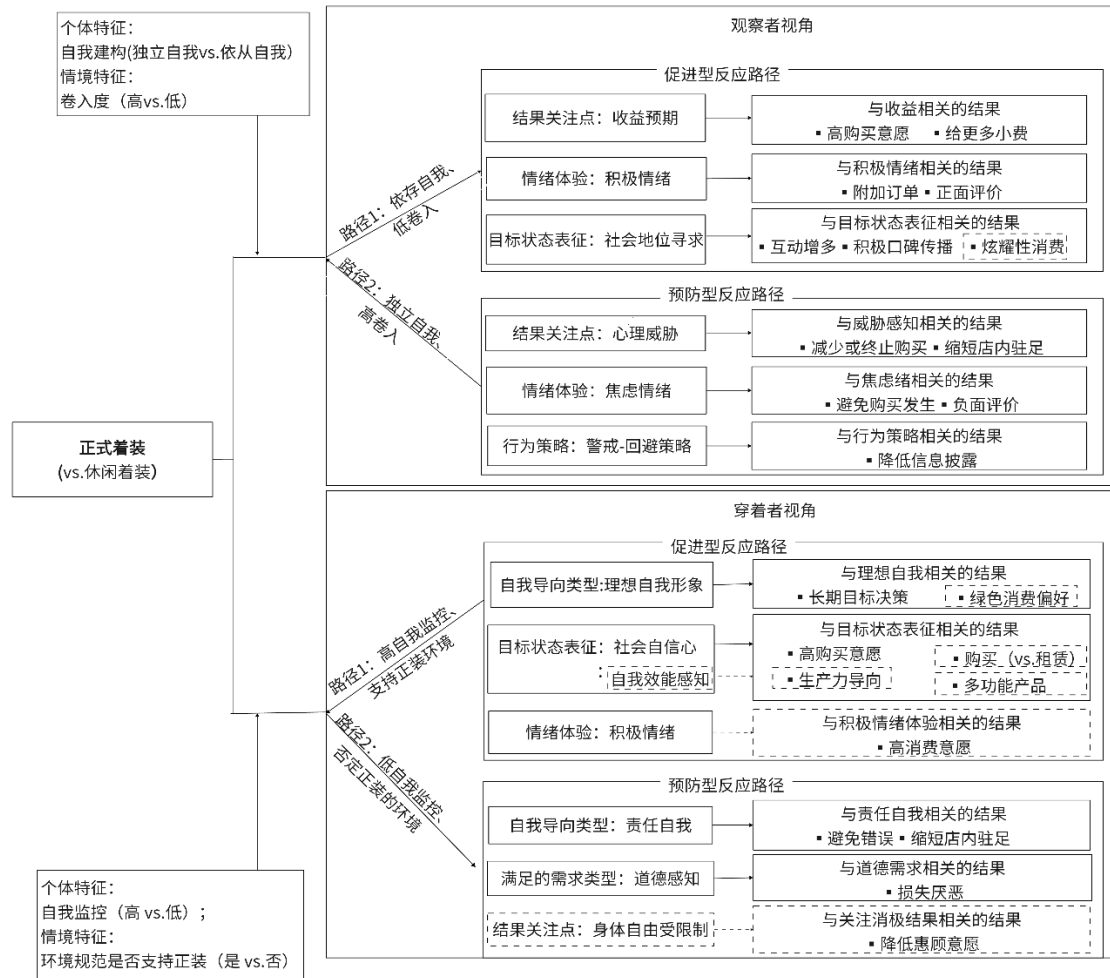 个体特征：
自我建构(独立自我vs.依从自我）
情境特征：
卷入度（高vs.低）
观察者视角
促进型反应路径
结果关注点：收益预期
与收益相关的结果
▪ 高购买意愿 ▪ 给更多小费
情绪体验：积极情绪
与积极情绪相关的结果
▪ 附加订单 ▪ 正面评价
目标状态表征：社会地位寻求
与目标状态表征相关的结果
▪ 互动增多 ▪ 积极口碑传播 ▪ 炫耀性消费
路径1：依存自我、
低卷入
路径2：独立自我、
高卷入
预防型反应路径
结果关注点：心理威胁
与威胁感知相关的结果
▪ 减少或终止购买 ▪ 缩短店内驻足
情绪体验：焦虑情绪
与焦虑绪相关的结果
▪ 避免购买发生 ▪ 负面评价
行为策略：警戒-回避策略
与行为策略相关的结果
▪ 降低信息披露
正式着装
(vs.休闲着装）
穿着者视角
促进型反应路径
自我导向类型:理想自我形象
与理想自我相关的结果
▪ 长期目标决策 ▪ 绿色消费偏好
目标状态表征：社会自信心
：自我效能感知
与目标状态表征相关的结果
▪ 高购买意愿 ▪ 购买（vs.租赁）
▪ 生产力导向 ▪ 多功能产品
情绪体验：积极情绪
与积极情绪体验相关的结果
▪ 高消费意愿
路径1：高自我监控、
支持正装环境
路径2：低自我监控、
否定正装的环境
预防型反应路径
自我导向类型：责任自我
与责任自我相关的结果
▪ 避免错误 ▪ 缩短店内驻足
满足的需求类型：道德感知
与道德需求相关的结果
▪ 损失厌恶
结果关注点：身体自由受限制
与关注消极结果相关的结果
▪ 降低惠顾意愿
个体特征：
自我监控（高 vs.低）；
情境特征：
环境规范是否支持正装（是 vs.否）